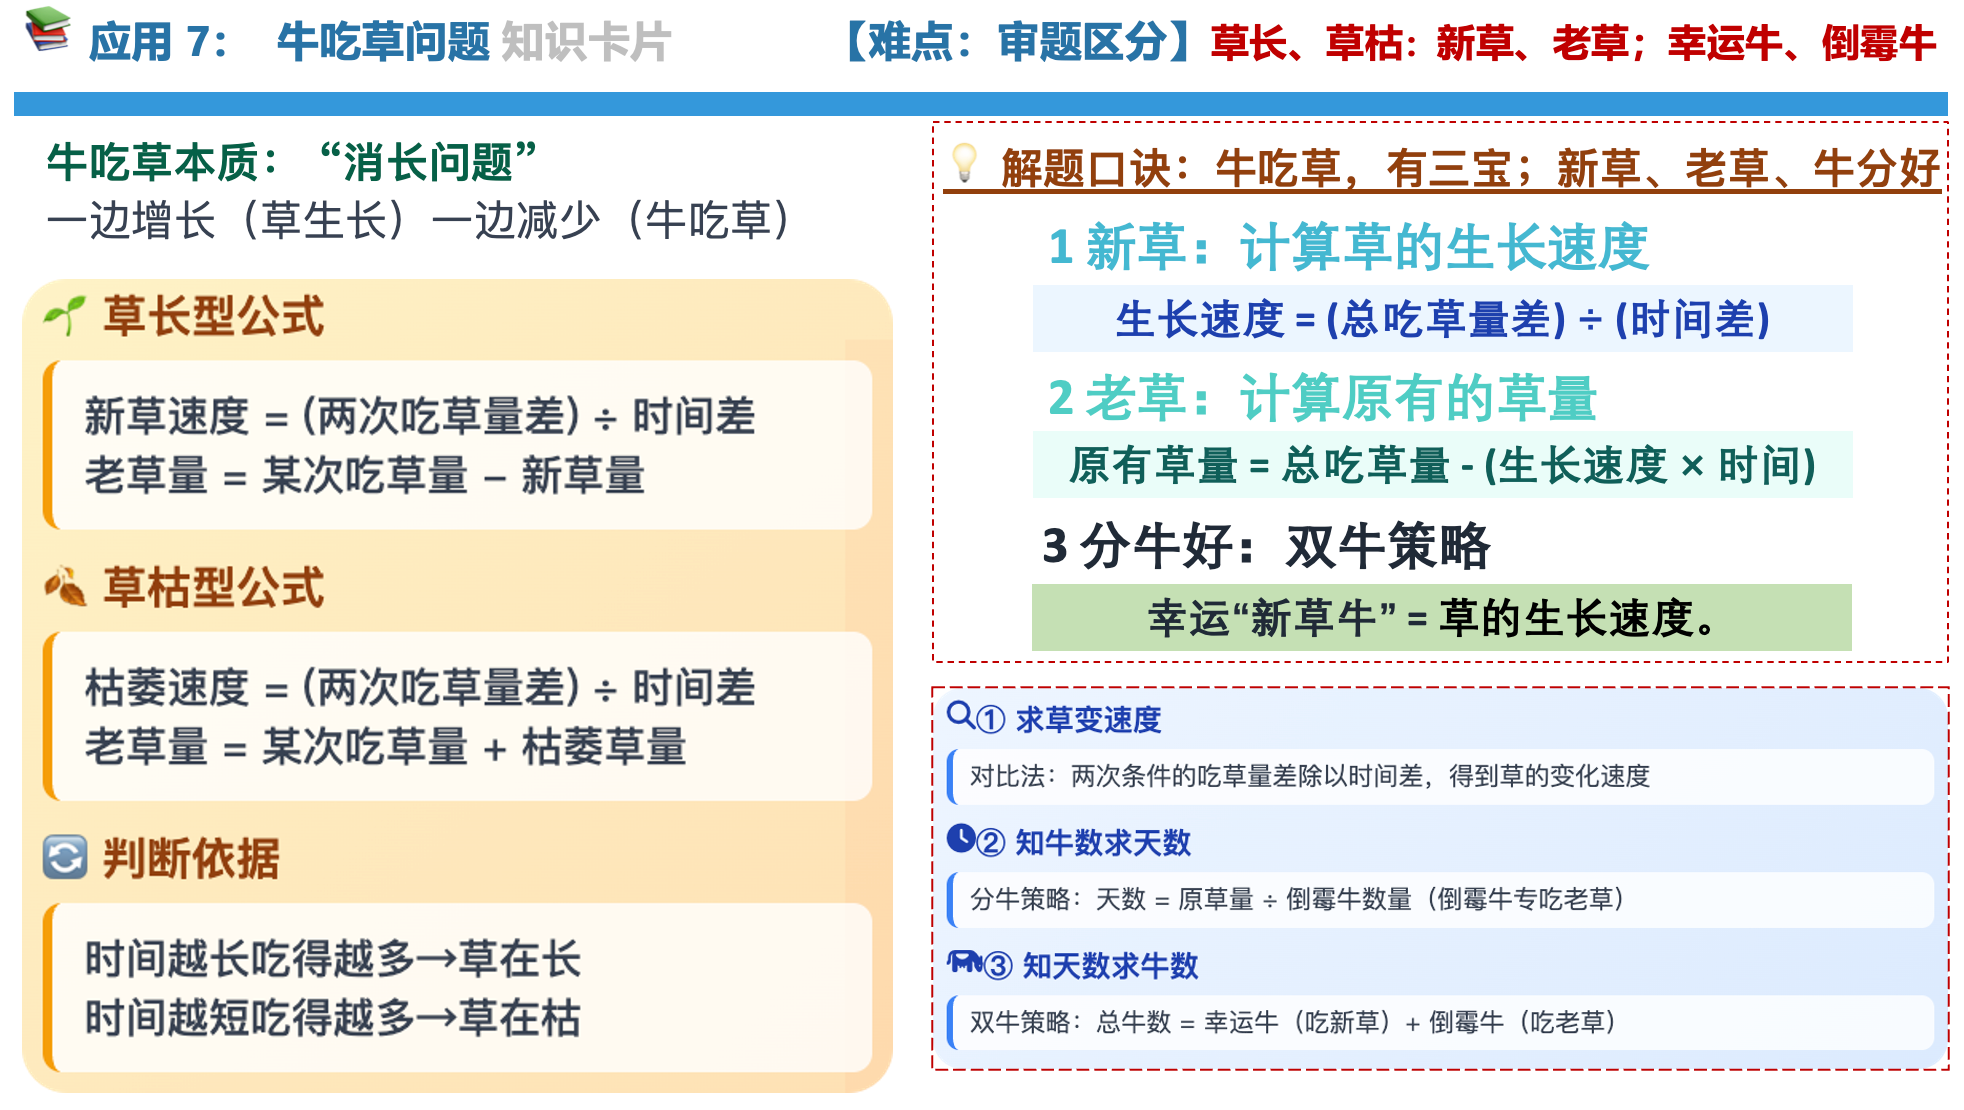 应用 7： 牛吃草问题 知识卡片 【难点：审题区分】草长、草枯：新草、老草；幸运牛、倒霉牛
牛吃草本质：“消长问题”
一边增长（草生长）一边减少（牛吃草）
草长型公式
新草速度 = (两次吃草量差) ÷ 时间差
老草量 = 某次吃草量 − 新草量
草枯型公式
枯萎速度 = (两次吃草量差) ÷ 时间差
老草量 = 某次吃草量 + 枯萎草量
判断依据
时间越长吃得越多→草在长
时间越短吃得越多→草在枯
解题口诀：牛吃草，有三宝；新草、老草、牛分好
1 新草：计算草的生长速度
生长速度 = (总吃草量差) ÷ (时间差)
2 老草：计算原有的草量
原有草量 = 总吃草量 - (生长速度 × 时间)
3 分牛好：双牛策略
幸运“新草牛” = 草的生长速度。
① 求草变速度
对比法：两次条件的吃草量差除以时间差，得到草的变化速度
② 知牛数求天数
分牛策略：天数 = 原草量 ÷ 倒霉牛数量（倒霉牛专吃老草）
③ 知天数求牛数
双牛策略：总牛数 = 幸运牛（吃新草）+ 倒霉牛（吃老草）